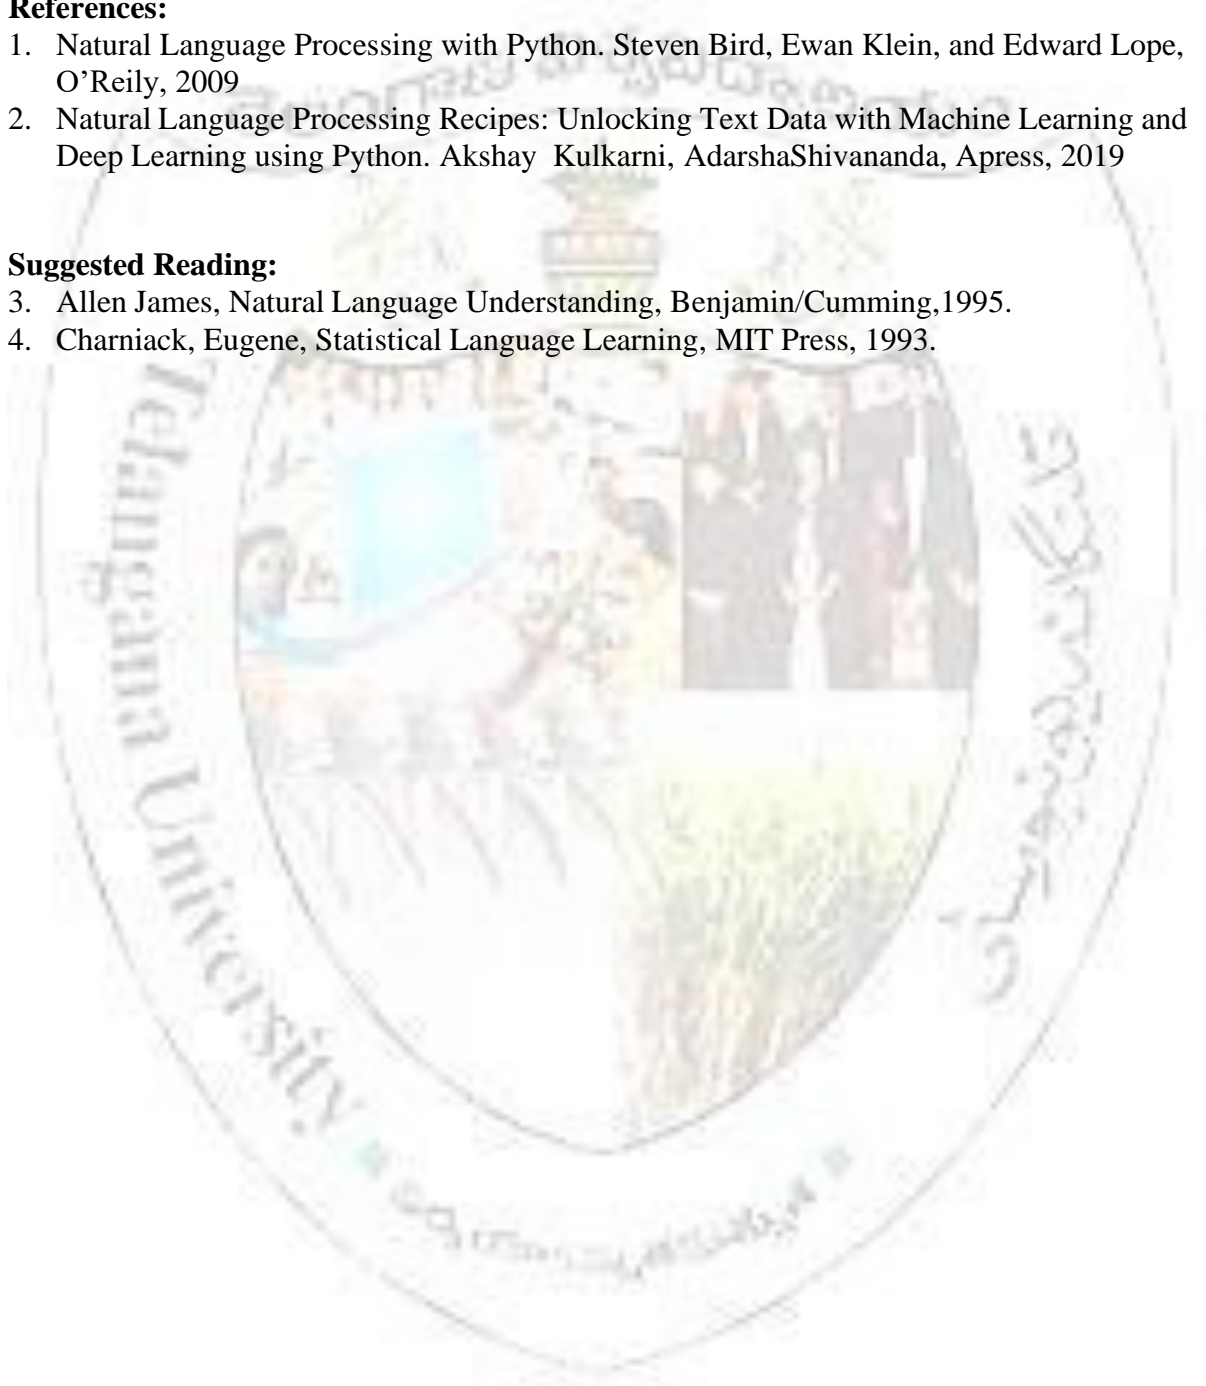 References:
1. Natural Language Processing with Python. Steven Bird, Ewan Klein, and Edward Lope,
O’Reily, 2009
2. Natural Language Processing Recipes: Unlocking Text Data with Machine Learning and
Deep Learning using Python. Akshay  Kulkarni, AdarshaShivananda, Apress, 2019
Suggested Reading:
3. Allen James, Natural Language Understanding, Benjamin/Cumming,1995.
4. Charniack, Eugene, Statistical Language Learning, MIT Press, 1993.
Telangana University